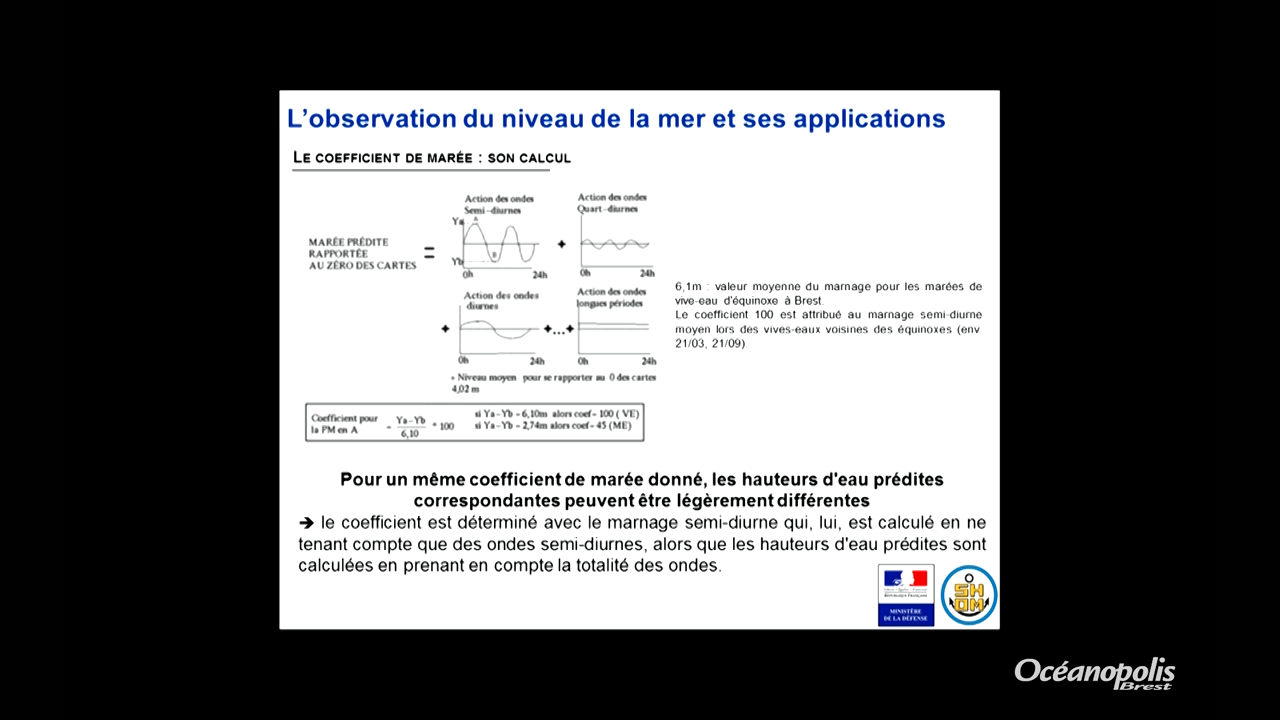 L'observation du niveau de la mer et ses applications
LE COEFFICIENT DE MARÉE : SON CALCUL
Action des ondes
Semi-diurnes
Action des ondes
Quart-diurnes
Ya
A
MARÉE PRÉDITE
RAPPORTÉE
AU ZÉRO DES CARTES
=
+
B
Yb
0h
24h
0h
24h
Action des ondes
diurnes
Action des ondes
longues périodes
+
+...+
0h
24h
0h
24h
+ Niveau moyen pour se rapporter au 0 des cartes
4,02 m
6,1m : valeur moyenne du marnage pour les marées de
vive-eau d'équinoxe à Brest.
Le coefficient 100 est attribué au marnage semi-diurne
moyen lors des vives-eaux voisines des équinoxes (env.
21/03, 21/09)
Coefficient pour
la PM en A
= Ya-Yb
6,10
* 100
si Ya-Yb = 6,10m alors coef = 100 ( VE)
si Ya-Yb = 2,74m alors coef = 45 (ME)
Pour un même coefficient de marée donné, les hauteurs d'eau prédites
correspondantes peuvent être légèrement différentes
➔ le coefficient est déterminé avec le marnage semi-diurne qui, lui, est calculé en ne
tenant compte que des ondes semi-diurnes, alors que les hauteurs d'eau prédites sont
calculées en prenant en compte la totalité des ondes.
RÉPUBLIQUE FRANÇAISE
MINISTÈRE
DE LA DÉFENSE
SH
OM
Océanopolis
Brest